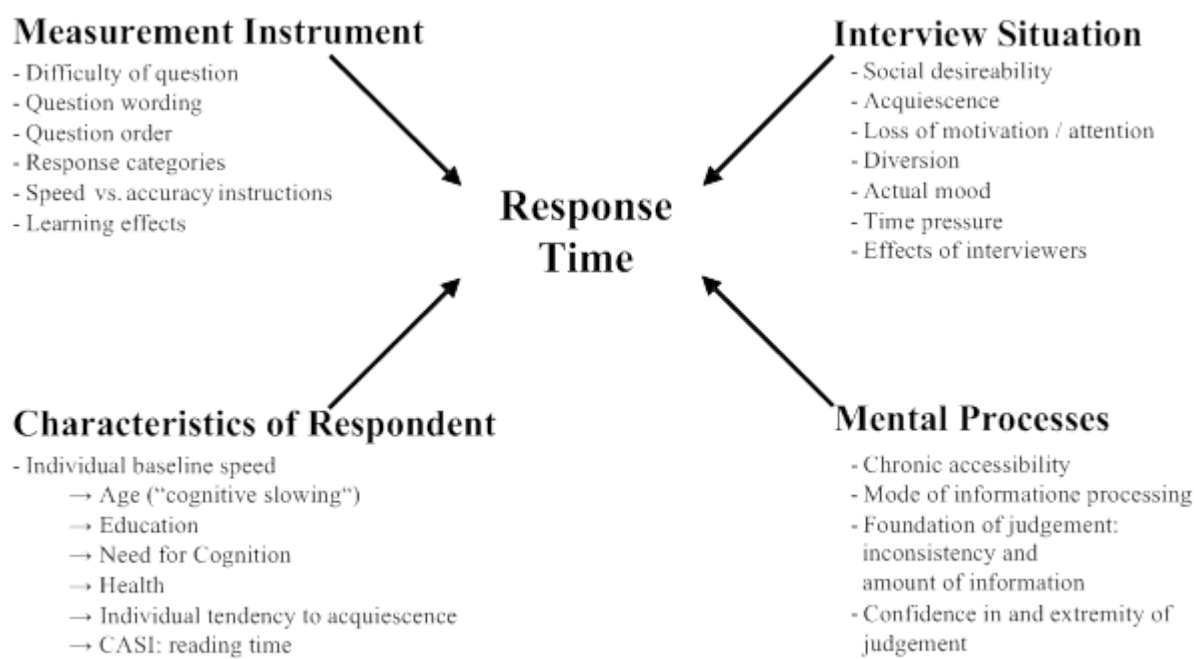 Measurement Instrument
- Difficulty of question
- Question wording
- Question order
- Response categories
- Speed vs. accuracy instructions
- Learning effects
Interview Situation
- Social desireability
- Acquiescence
- Loss of motivation / attention
- Diversion
- Actual mood
- Time pressure
- Effects of interviewers
Response
Time
Characteristics of Respondent
- Individual baseline speed
→ Age (“cognitive slowing“)
→ Education
→ Need for Cognition
→ Health
→ Individual tendency to acquiescence
→ CASI: reading time
Mental Processes
- Chronic accessibility
- Mode of informatione processing
- Foundation of judgement:
inconsistency and
amount of information
- Confidence in and extremity of
judgement